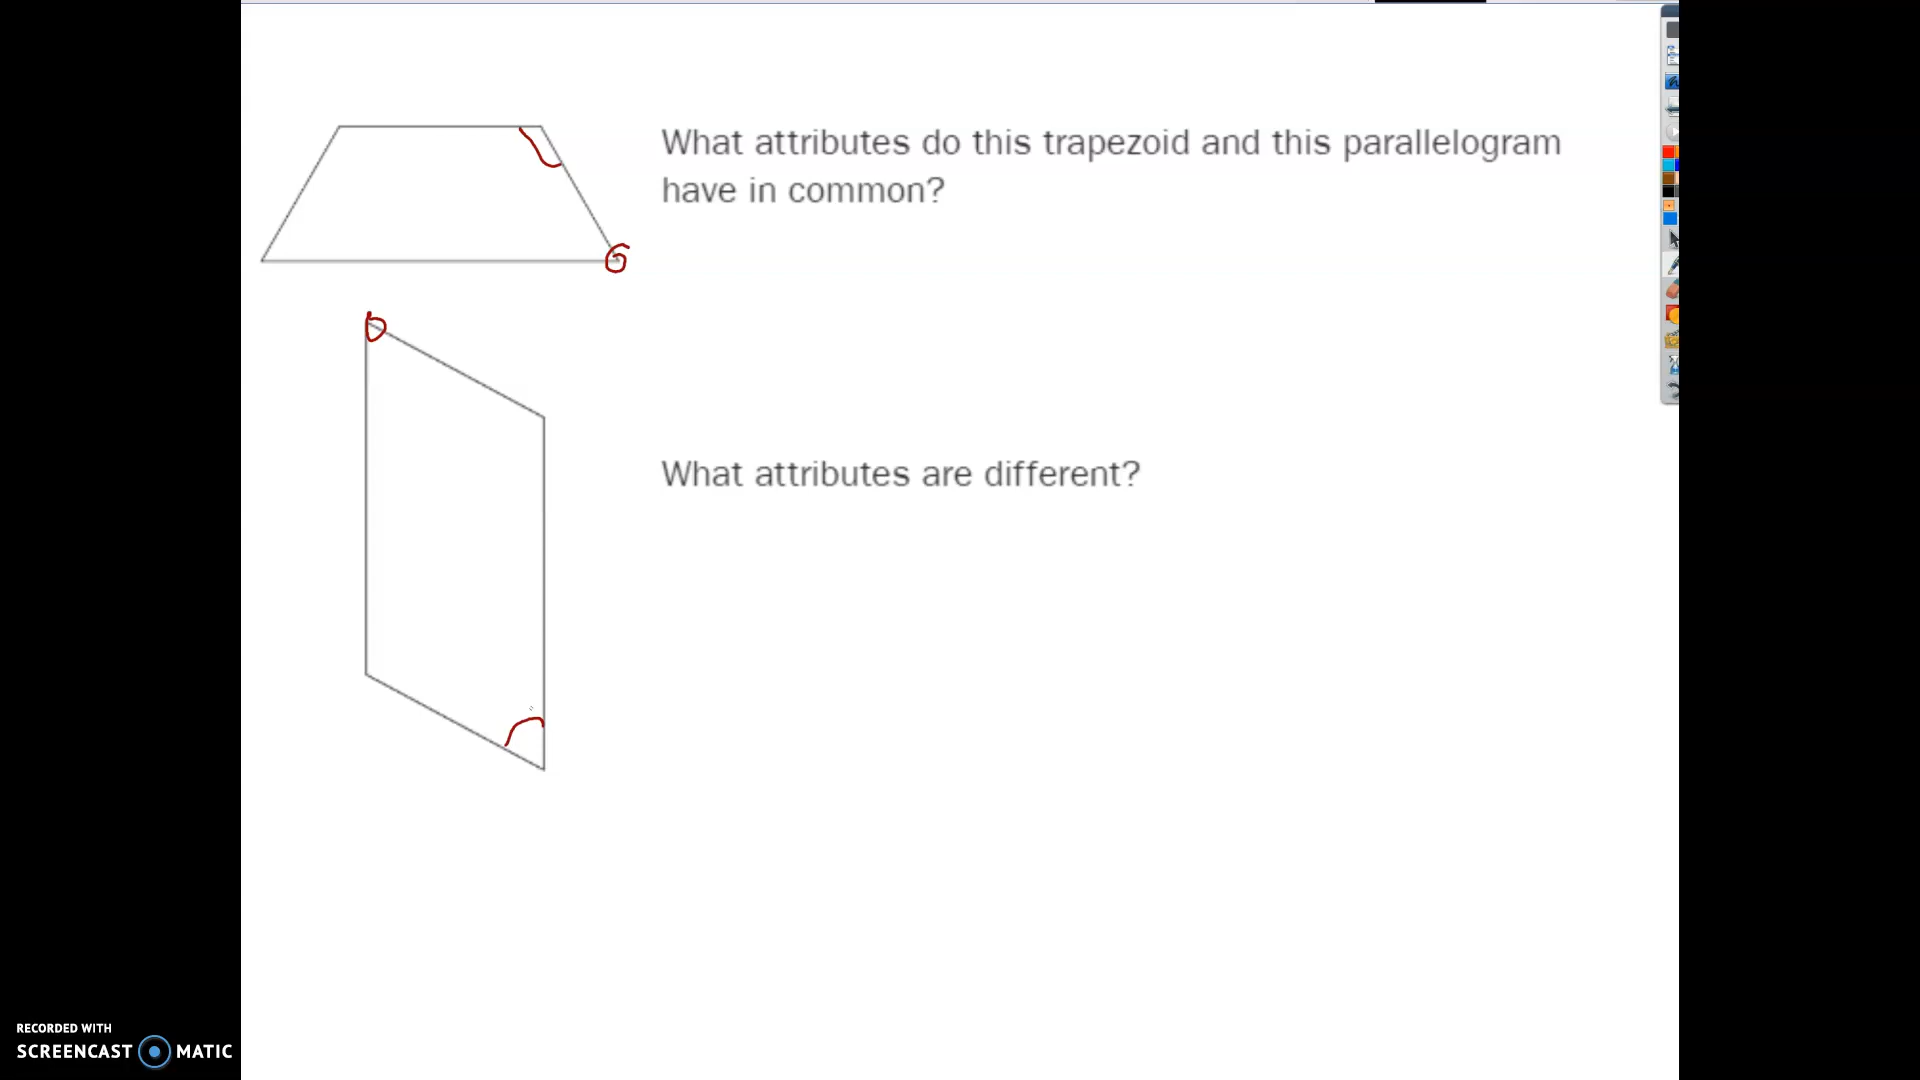 What attributes do this trapezoid and this parallelogram
have in common?
What attributes are different?
RECORDED WITH
SCREENCAST MATIC